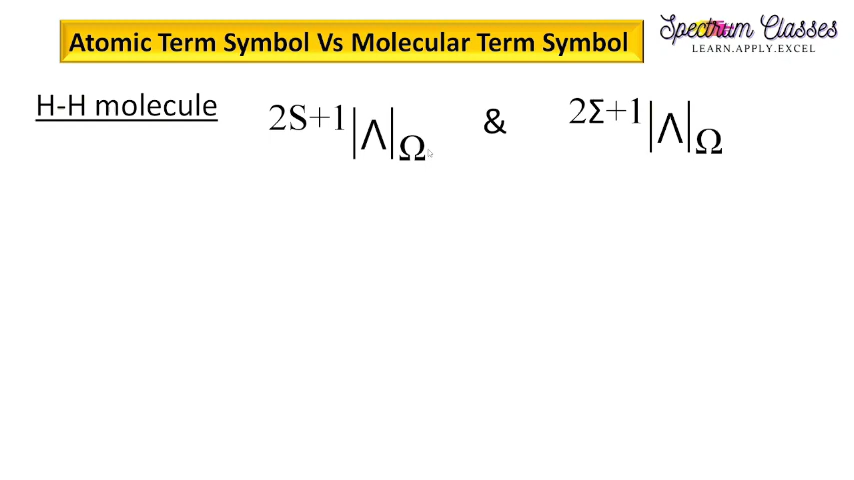 Atomic Term Symbol Vs Molecular Term Symbol
Spectrum Classes
LEARN.APPLY.EXCEL
H-H molecule 2S+1|Λ|Ω & 2Σ+1|Λ|Ω